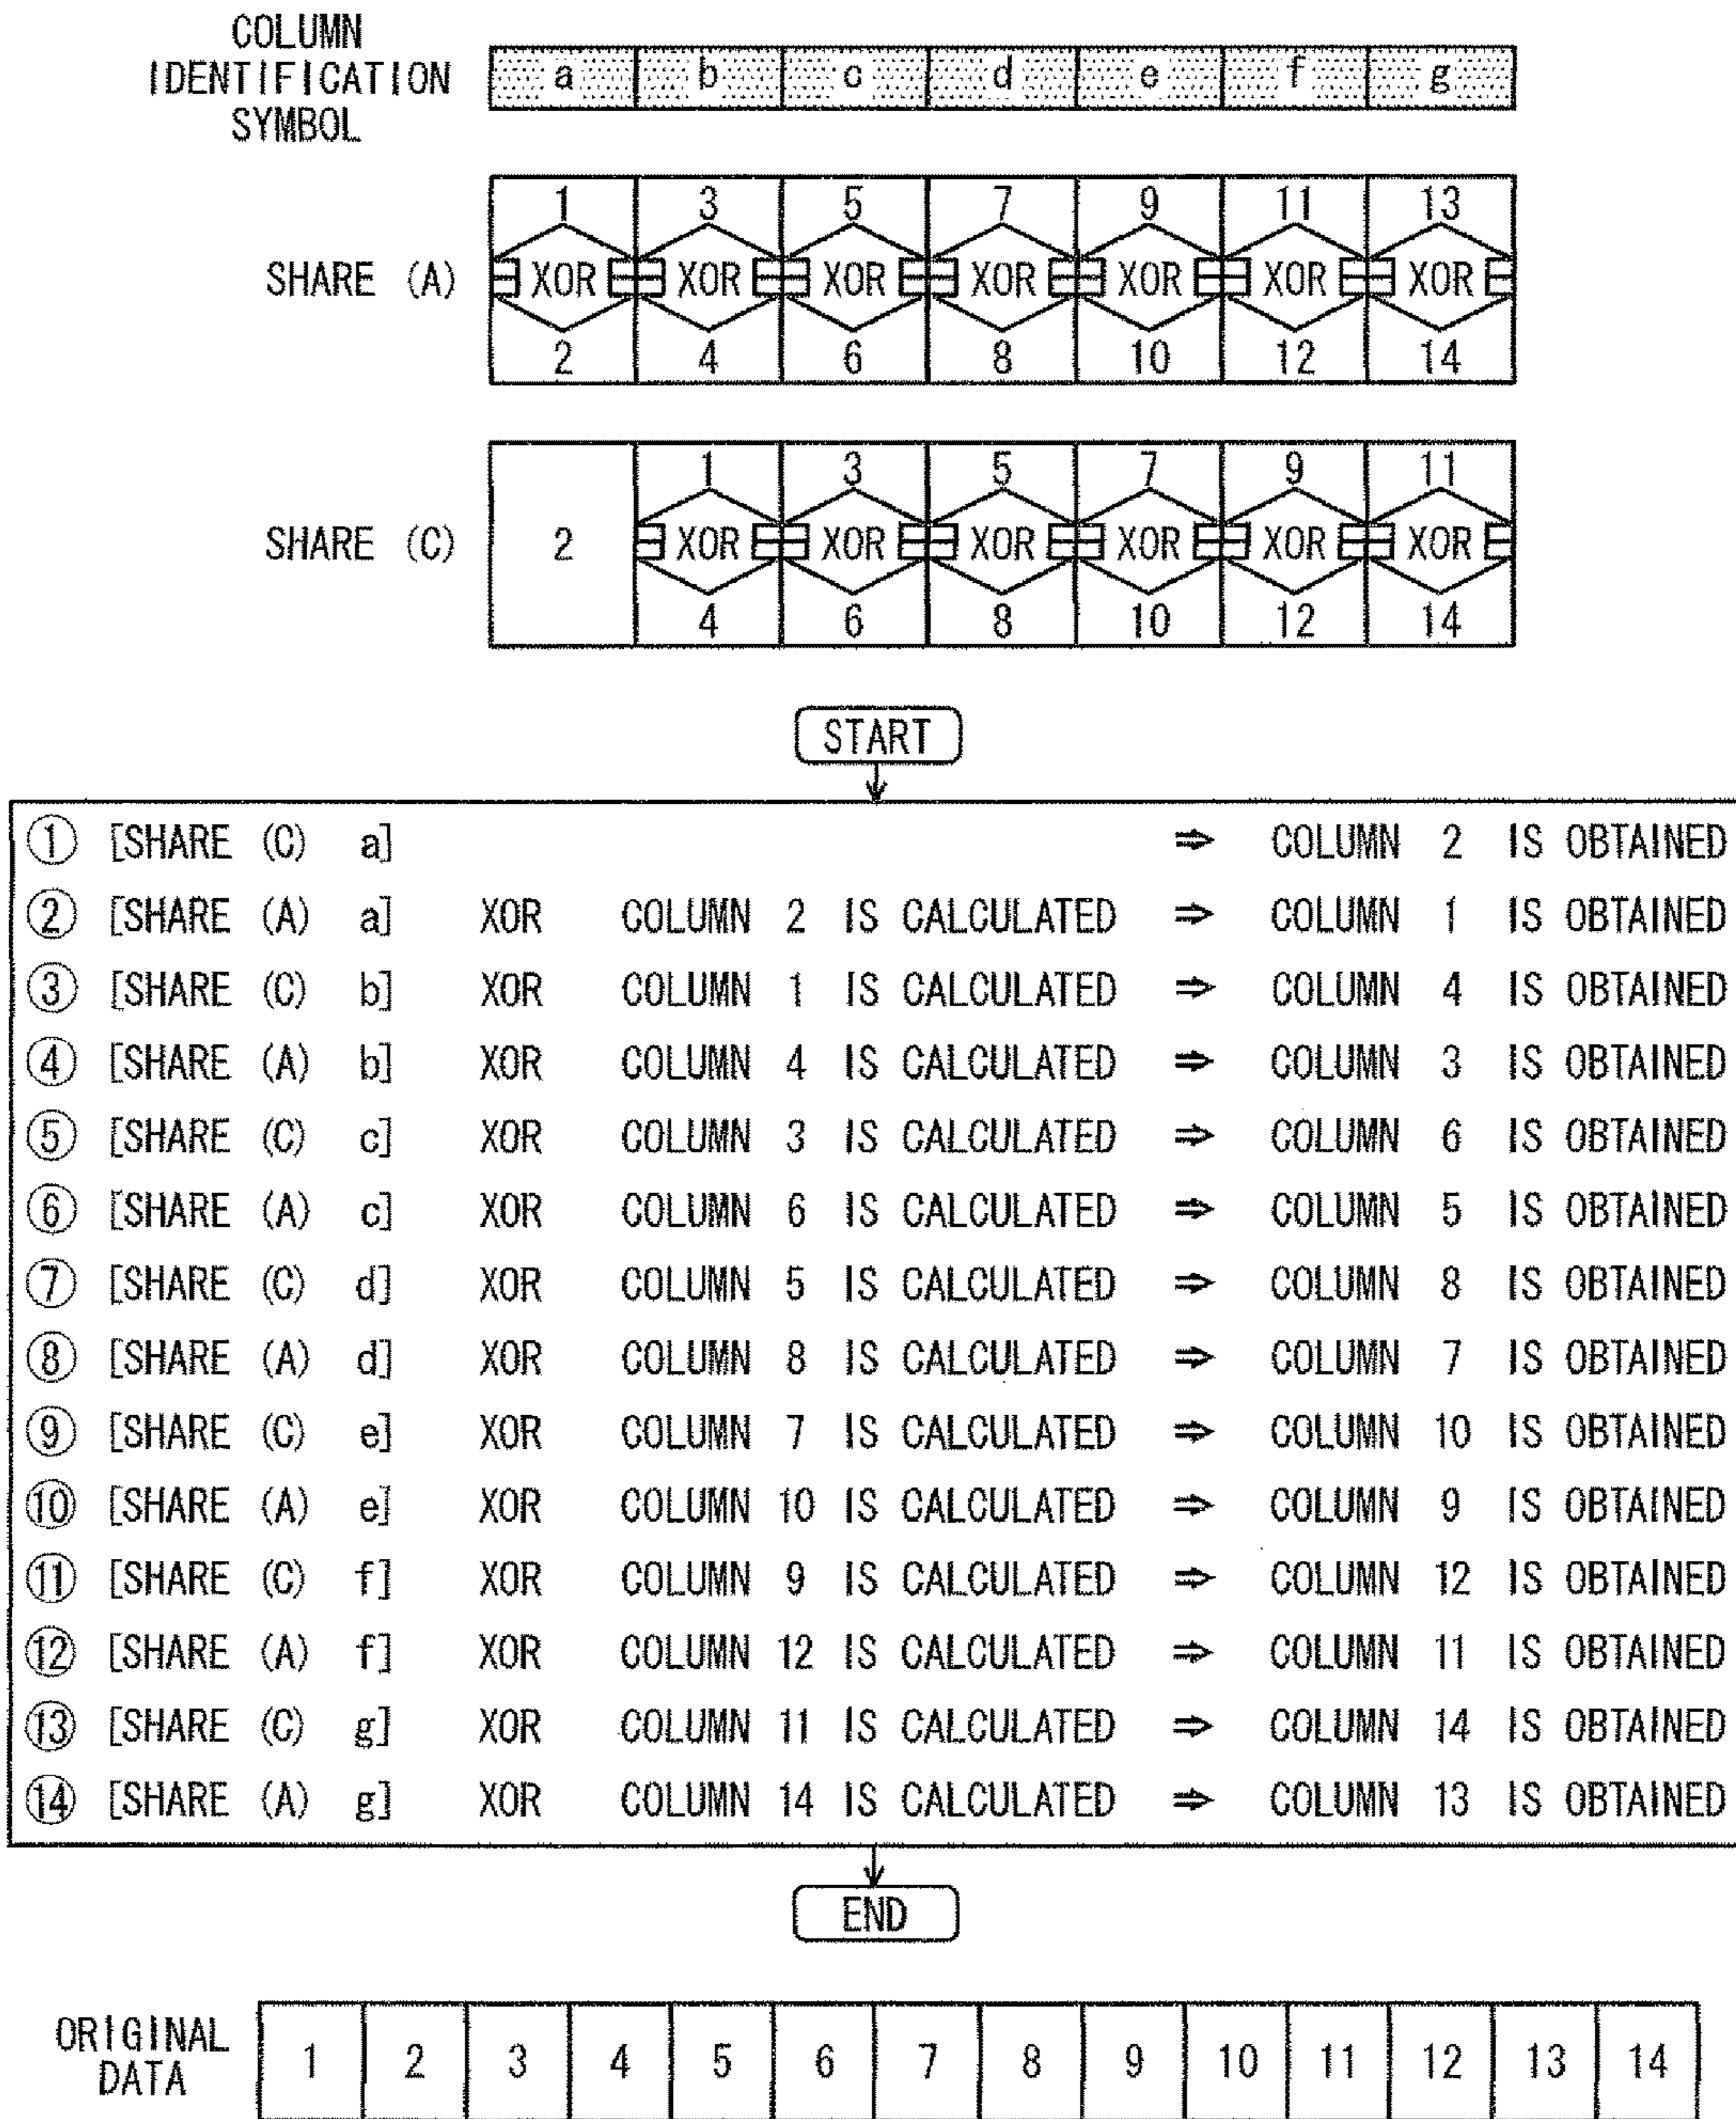 COLUMN
IDENTIFICATION
SYMBOL
a b c d e f g
1 3 5 7 9 11 13
SHARE (A) XOR XOR XOR XOR XOR XOR XOR
2 4 6 8 10 12 14
1 3 5 7 9 11
SHARE (C) 2 XOR XOR XOR XOR XOR XOR
4 6 8 10 12 14
START
① [SHARE (C) a] ⇒ COLUMN 2 IS OBTAINED
② [SHARE (A) a] XOR COLUMN 2 IS CALCULATED ⇒ COLUMN 1 IS OBTAINED
③ [SHARE (C) b] XOR COLUMN 1 IS CALCULATED ⇒ COLUMN 4 IS OBTAINED
④ [SHARE (A) b] XOR COLUMN 4 IS CALCULATED ⇒ COLUMN 3 IS OBTAINED
⑤ [SHARE (C) c] XOR COLUMN 3 IS CALCULATED ⇒ COLUMN 6 IS OBTAINED
⑥ [SHARE (A) c] XOR COLUMN 6 IS CALCULATED ⇒ COLUMN 5 IS OBTAINED
⑦ [SHARE (C) d] XOR COLUMN 5 IS CALCULATED ⇒ COLUMN 8 IS OBTAINED
⑧ [SHARE (A) d] XOR COLUMN 8 IS CALCULATED ⇒ COLUMN 7 IS OBTAINED
⑨ [SHARE (C) e] XOR COLUMN 7 IS CALCULATED ⇒ COLUMN 10 IS OBTAINED
⑩ [SHARE (A) e] XOR COLUMN 10 IS CALCULATED ⇒ COLUMN 9 IS OBTAINED
⑪ [SHARE (C) f] XOR COLUMN 9 IS CALCULATED ⇒ COLUMN 12 IS OBTAINED
⑫ [SHARE (A) f] XOR COLUMN 12 IS CALCULATED ⇒ COLUMN 11 IS OBTAINED
⑬ [SHARE (C) g] XOR COLUMN 11 IS CALCULATED ⇒ COLUMN 14 IS OBTAINED
⑭ [SHARE (A) g] XOR COLUMN 14 IS CALCULATED ⇒ COLUMN 13 IS OBTAINED
END
ORIGINAL
DATA
1 2 3 4 5 6 7 8 9 10 11 12 13 14